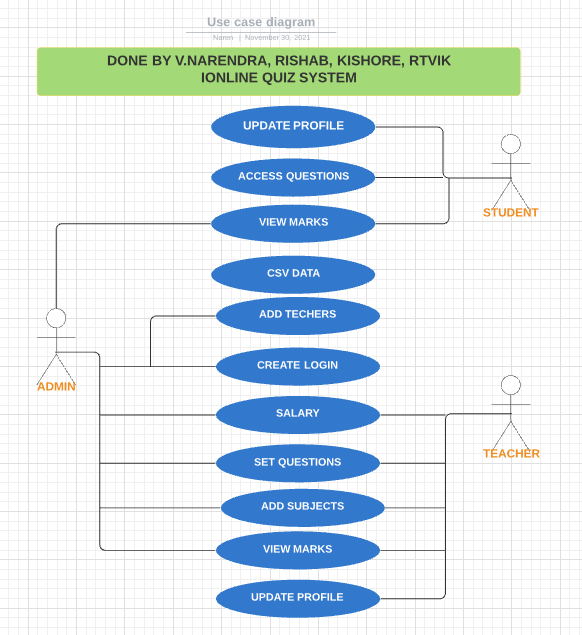 Use case diagram
Naren | November 30, 2021
DONE BY V.NARENDRA, RISHAB, KISHORE, RTVIK
IONLINE QUIZ SYSTEM
UPDATE PROFILE
ACCESS QUESTIONS
STUDENT
VIEW MARKS
CSV DATA
ADD TECHERS
CREATE LOGIN
ADMIN
SALARY
TEACHER
SET QUESTIONS
ADD SUBJECTS
VIEW MARKS
UPDATE PROFILE